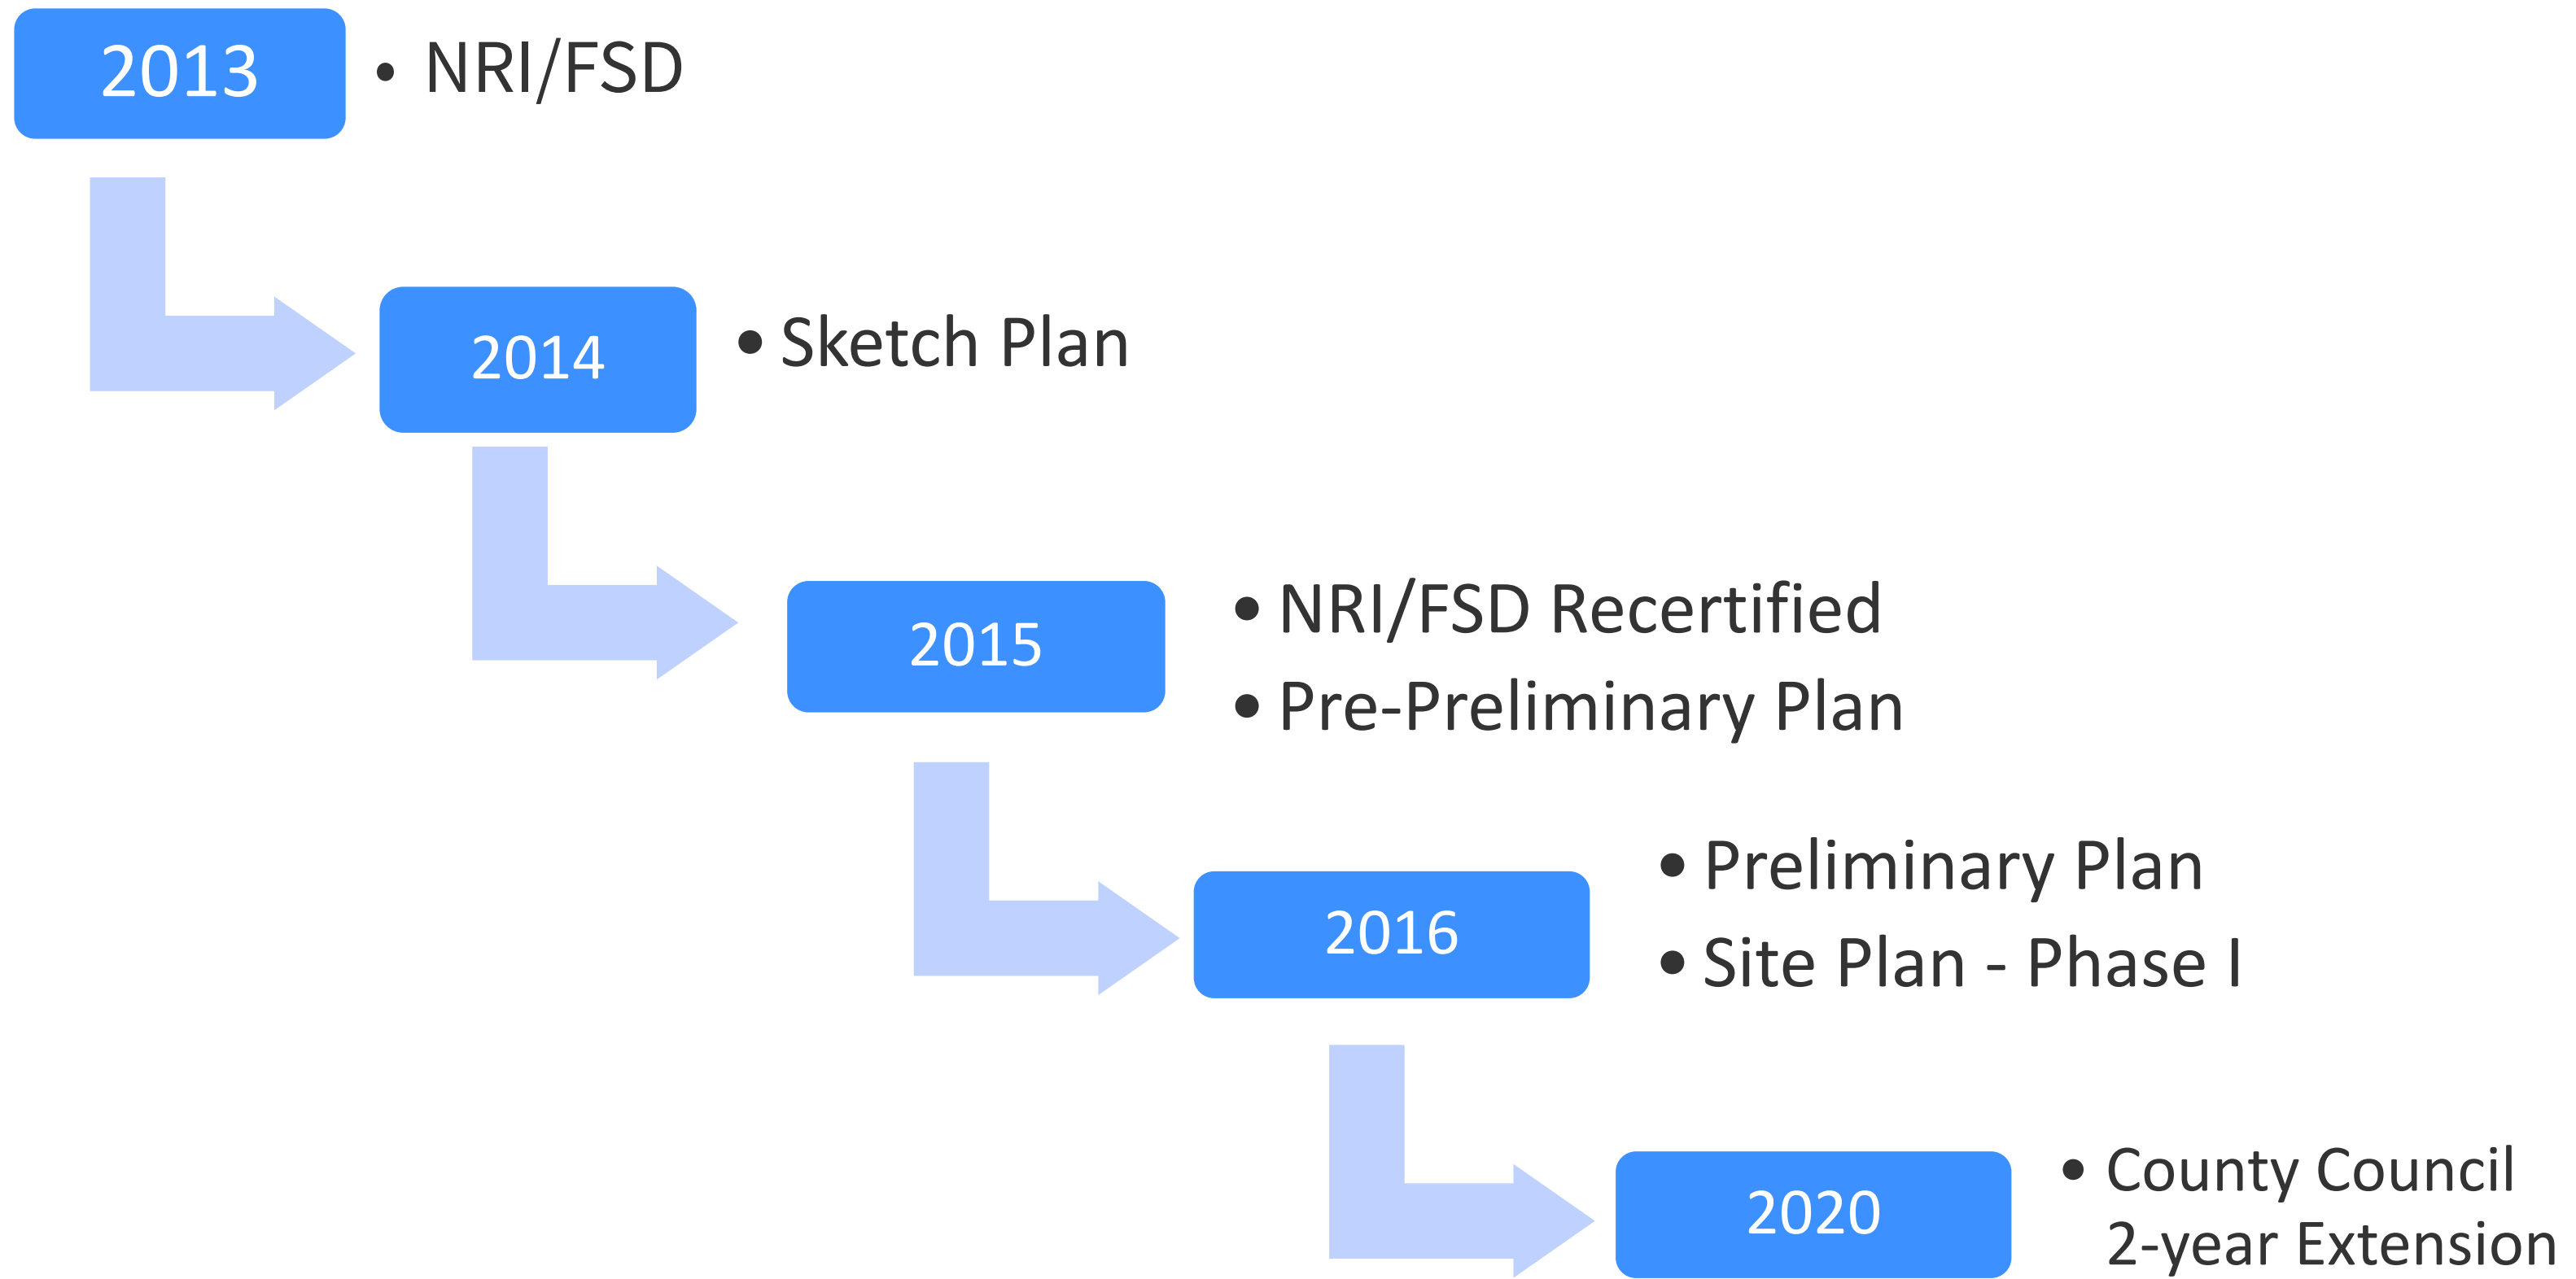 2013
• NRI/FSD
2014
• Sketch Plan
2015
• NRI/FSD Recertified
• Pre-Preliminary Plan
2016
• Preliminary Plan
• Site Plan - Phase I
2020
• County Council
2-year Extension